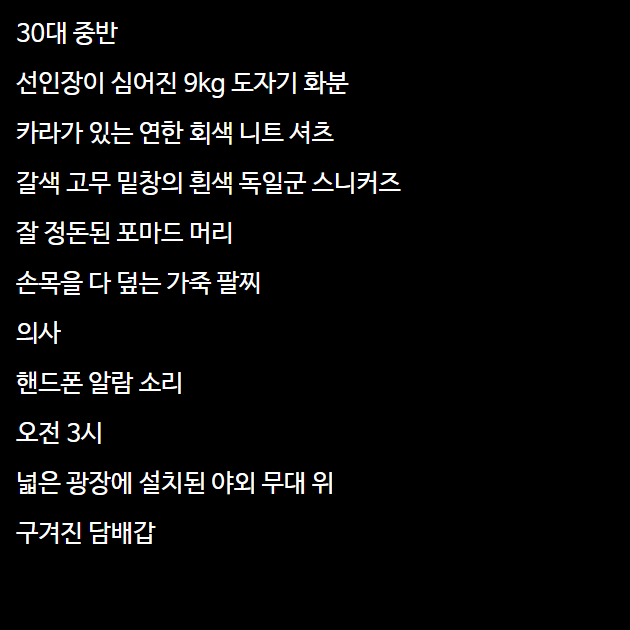 30대 중반
선인장이 심어진 9kg 도자기 화분
카라가 있는 연한 회색 니트 셔츠
갈색 고무 밑창의 흰색 독일군 스니커즈
잘 정돈된 포마드 머리
손목을 다 덮는 가죽 팔찌
의사
핸드폰 알람 소리
오전 3시
넓은 광장에 설치된 야외 무대 위
구겨진 담배갑